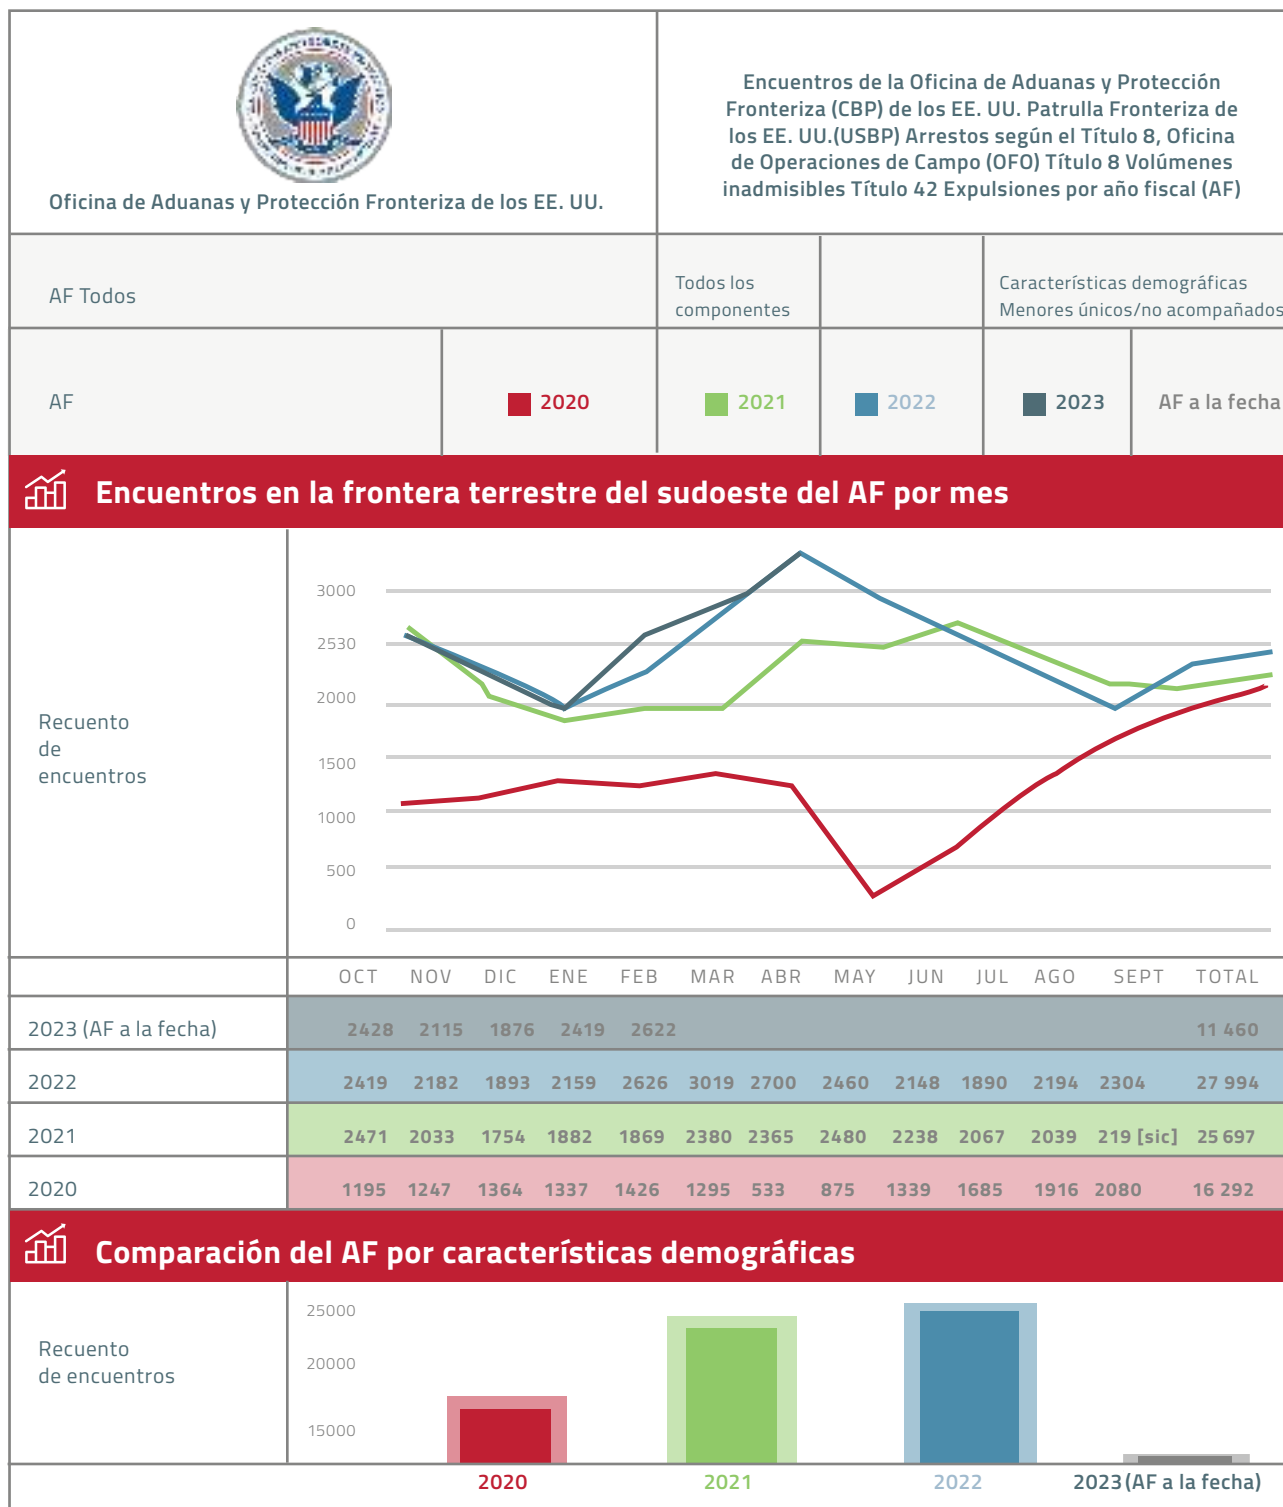 Oficina de Aduanas y Protección Fronteriza de los EE. UU.
Encuentros de la Oficina de Aduanas y Protección
Fronteriza (CBP) de los EE. UU. Patrulla Fronteriza de
los EE. UU.(USBP) Arrestos según el Título 8, Oficina
de Operaciones de Campo (OFO) Título 8 Volúmenes
inadmisibles Título 42 Expulsiones por año fiscal (AF)
AF Todos
Todos los
componentes
Características demográficas
Menores únicos/no acompañados
AF
2020
2021
2022
2023
AF a la fecha
Encuentros en la frontera terrestre del sudoeste del AF por mes
Recuento
de
encuentros
3000
2530
2000
1500
1000
500
0
OCT NOV DIC ENE FEB MAR ABR MAY JUN JUL AGO SEPT TOTAL
2023 (AF a la fecha) 2428 2115 1876 2419 2622 11 460
2022 2419 2182 1893 2159 2626 3019 2700 2460 2148 1890 2194 2304 27 994
2021 2471 2033 1754 1882 1869 2380 2365 2480 2238 2067 2039 219 [sic] 25 697
2020 1195 1247 1364 1337 1426 1295 533 875 1339 1685 1916 2080 16 292
Comparación del AF por características demográficas
Recuento
de encuentros
25000
20000
15000
2020 2021 2022 2023 (AF a la fecha)